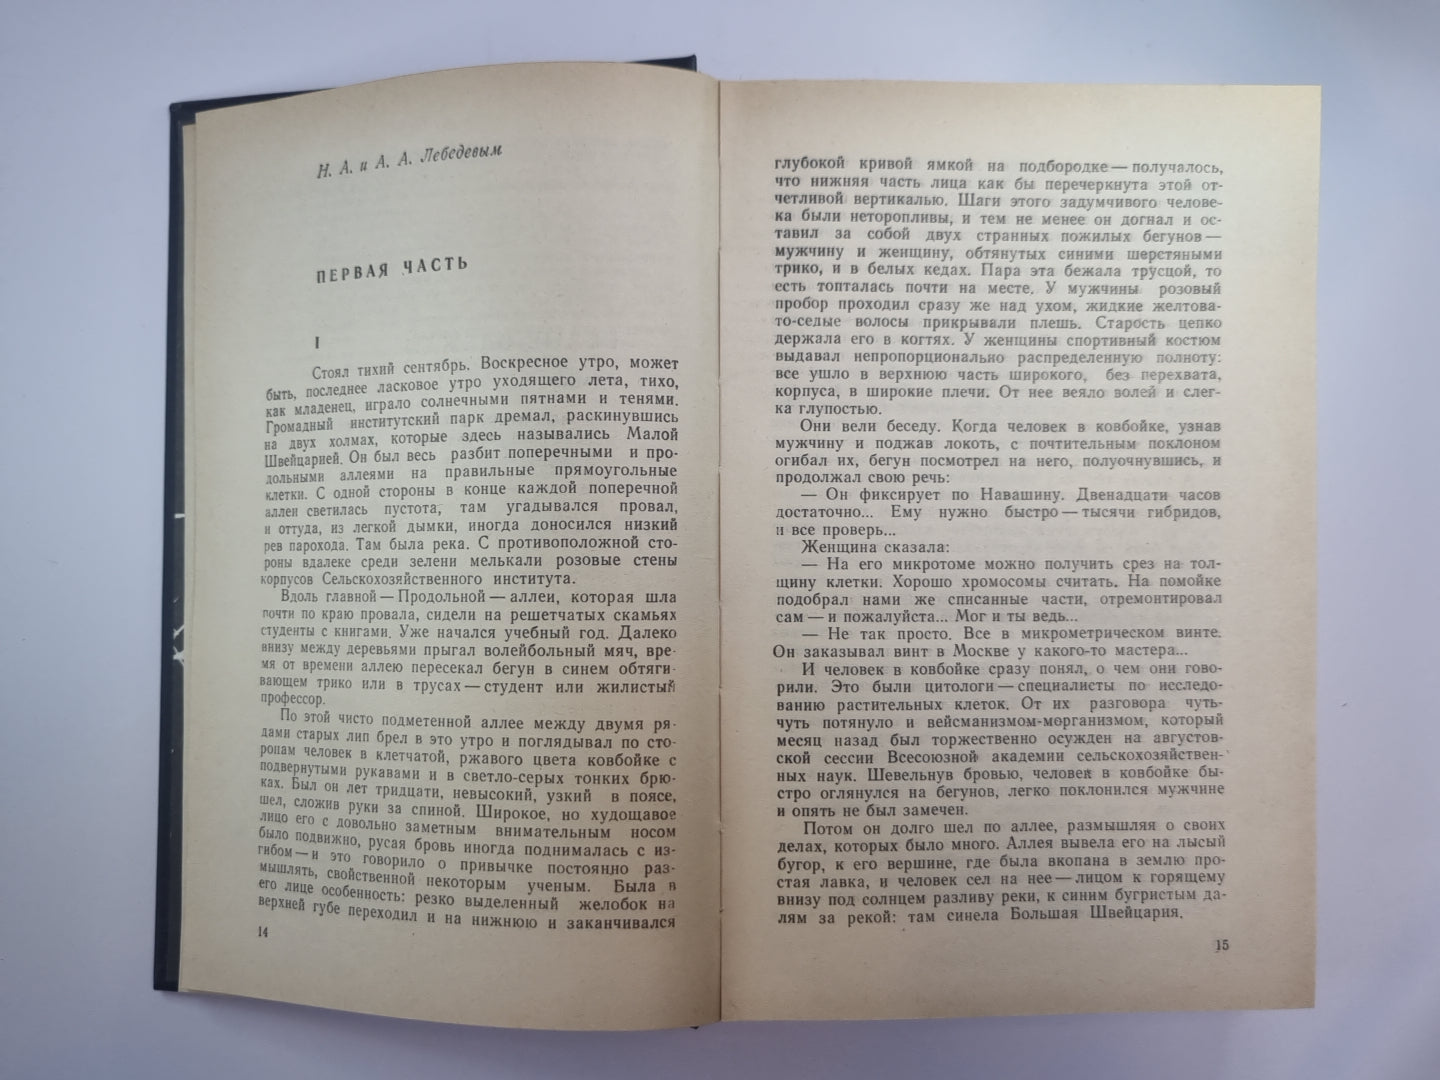 Н. А. и А. А. Лебедевым
ПЕРВАЯ ЧАСТЬ
I
Стоял тихий сентябрь. Воскресное утро, может
быть, последнее ласковое утро уходящего лета, тихо,
как младенец, играло солнечными пятнами и тенями.
Громадный институтский парк дремал, раскинувшись
на двух холмах, которые здесь назывались Малой
Швейцарией. Он был весь разбит поперечными и про-
дольными аллеями на правильные прямоугольные
клетки. С одной стороны в конце каждой поперечной
аллеи светилась пустота, там угадывался провал,
и оттуда, из легкой дымки, иногда доносился низкий
рев парохода. Там была река. С противоположной сто-
роны вдалеке среди зелени мелькали розовые стены
корпусов Сельскохозяйственного института.
Вдоль главной — Продольной — аллеи, которая шла
почти по краю провала, сидели на решетчатых скамьях
студенты с книгами. Уже начался учебный год. Далеко
внизу между деревьями прыгал волейбольный мяч, вре-
мя от времени аллею пересекал бегун в синем обтяги-
вающем трико или в трусах — студент или жилистый
профессор.
По этой чисто подметенной аллее между двумя ря-
дами старых лип брел в это утро и поглядывал по сто-
ронам человек в клетчатой, ржавого цвета ковбойке с
подвернутыми рукавами и в светло-серых тонких брю-
ках. Был он лет тридцати, невысокий, узкий в поясе,
шел, сложив руки за спиной. Широкое, но худощавое
лицо его с довольно заметным внимательным носом
было подвижно, русая бровь иногда поднималась с из-
гибом — и это говорило о привычке постоянно раз-
мышлять, свойственной некоторым ученым. Была в
его лице особенность: резко выделенный желобок на
верхней губе переходил и на нижнюю и заканчивался
14
глубокой кривой ямкой на подбородке — получалось,
что нижняя часть лица как бы перечеркнута этой от-
четливой вертикалью. Шаги этого задумчивого челове-
ка были неторопливы, и тем не менее он догнал и ос-
тавил за собой двух странных пожилых бегунов —
мужчину и женщину, обтянутых синими шерстяными
трико, и в белых кедах. Пара эта бежала трусцой, то
есть топталась почти на месте. У мужчины розовый
пробор проходил сразу же над ухом, жидкие желтова-
то-седые волосы прикрывали плешь. Старость цепко
держала его в когтях. У женщины спортивный костюм
выдавал непропорционально распределенную полноту:
все ушло в верхнюю часть широкого, без перехвата,
корпуса, в широкие плечи. От нее веяло волей и слег-
ка глупостью.
Они вели беседу. Когда человек в ковбойке, узнав
мужчину и поджав локоть, с почтительным поклоном
огибал их, бегун посмотрел на него, полуочнувшись, и
продолжал свою речь:
— Он фиксирует по Навашину. Двенадцати часов
достаточно... Ему нужно быстро — тысячи гибридов,
и все проверь...
Женщина сказала:
— На его микротоме можно получить срез на тол-
щину клетки. Хорошо хромосомы считать. На помойке
подобрал нами же списанные части, отремонтировал
сам — и пожалуйста... Мог и ты ведь...
— Не так просто. Все в микрометрическом винте.
Он заказывал винт в Москве у какого-то мастера...
И человек в ковбойке сразу понял, о чем они гово-
рили. Это были цитологи — специалисты по исследо-
ванию растительных клеток. От их разговора чуть-
чуть потянуло и вейсманизмом-морганизмом, который
месяц назад был торжественно осужден на августов-
ской сессии Всесоюзной академии сельскохозяйствен-
ных наук. Шевельнув бровью, человек в ковбойке бы-
стро оглянулся на бегунов, легко поклонился мужчине
и опять не был замечен.
Потом он долго шел по аллее, размышляя о своих
делах, которых было много. Аллея вывела его на лысый
бугор, к его вершине, где была вкопана в землю про-
стая лавка, и человек сел на нее — лицом к горящему
внизу под солнцем разливу реки, к синим бугристым да-
лям за рекой: там синела Большая Швейцария.
15